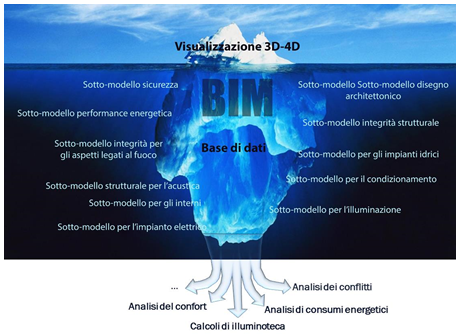 Visualizzazione 3D-4D
BIM
Base di dati
Sotto-modello sicurezza
Sotto-modello performance energetica
Sotto-modello integrità per
gli aspetti legati al fuoco
Sotto-modello strutturale per l'acustica
Sotto-modello per gli interni
Sotto-modello per l'impianto elettrico
Sotto-modello Sotto-modello disegno
architettonico
Sotto-modello integrità strutturale
Sotto-modello per gli impianti idrici
Sotto-modello per il condizionamento
Sotto-modello per l'illuminazione
...
Analisi del confort
Calcoli di illuminoteca
Analisi di consumi energetici
Analisi dei conflitti